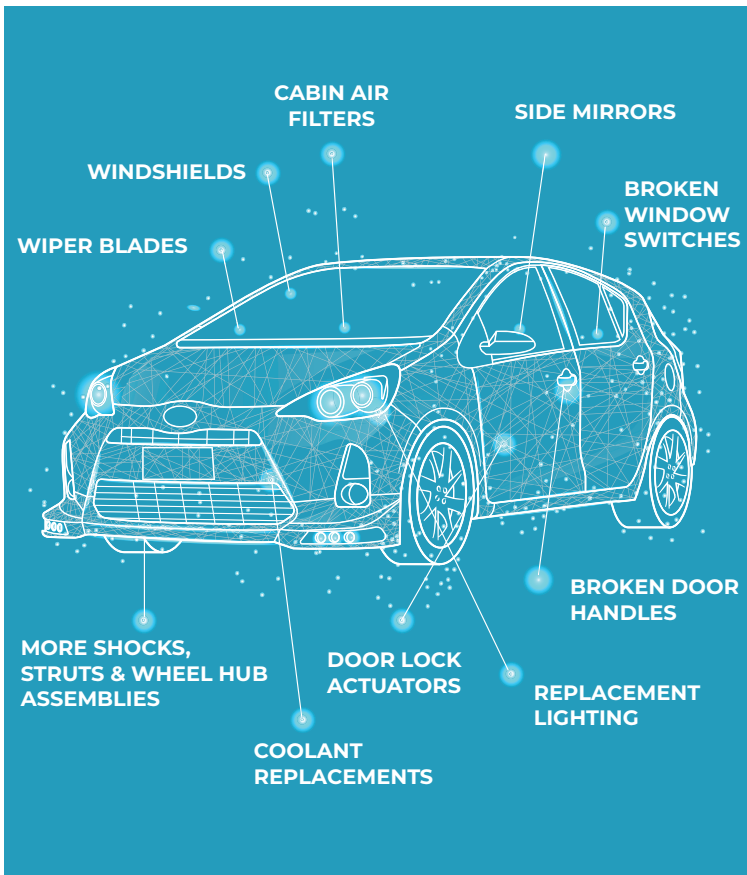 CABIN AIR
FILTERS
SIDE MIRRORS
WINDSHIELDS
BROKEN
WINDOW
SWITCHES
WIPER BLADES
BROKEN DOOR
HANDLES
MORE SHOCKS,
STRUTS & WHEEL HUB
ASSEMBLIES
DOOR LOCK
ACTUATORS
REPLACEMENT
LIGHTING
COOLANT
REPLACEMENTS